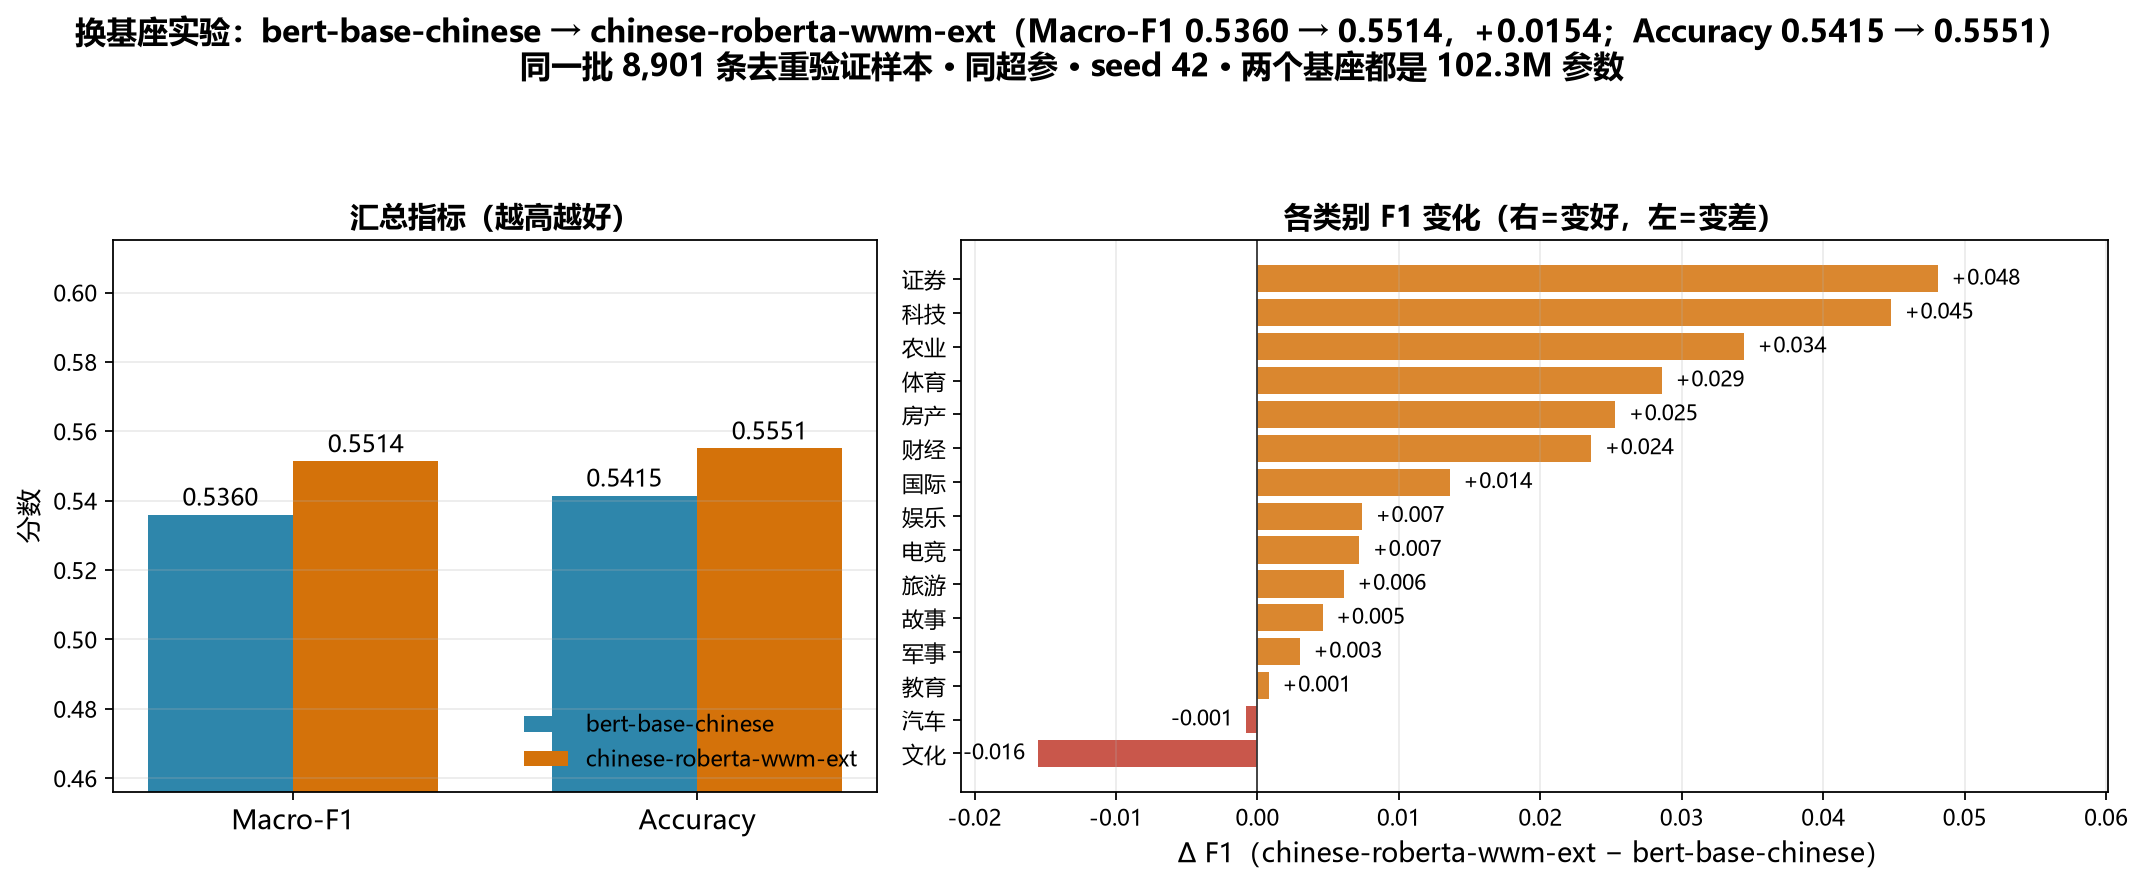 换基座实验：bert-base-chinese → chinese-roberta-wwm-ext（Macro-F1 0.5360 → 0.5514，+0.0154；Accuracy 0.5415 → 0.5551）
同一批 8,901 条去重验证样本 • 同超参 • seed 42 • 两个基座都是 102.3M 参数
汇总指标（越高越好）
分数
0.60
0.58
0.56
0.54
0.52
0.50
0.48
0.46
0.5360
0.5514
0.5415
0.5551
bert-base-chinese
chinese-roberta-wwm-ext
Macro-F1
Accuracy
各类别 F1 变化（右=变好，左=变差）
证券 +0.048
科技 +0.045
农业 +0.034
体育 +0.029
房产 +0.025
财经 +0.024
国际 +0.014
娱乐 +0.007
电竞 +0.007
旅游 +0.006
故事 +0.005
军事 +0.003
教育 +0.001
汽车 -0.001
文化 -0.016
-0.02 -0.01 0.00 0.01 0.02 0.03 0.04 0.05 0.06
Δ F1（chinese-roberta-wwm-ext − bert-base-chinese）